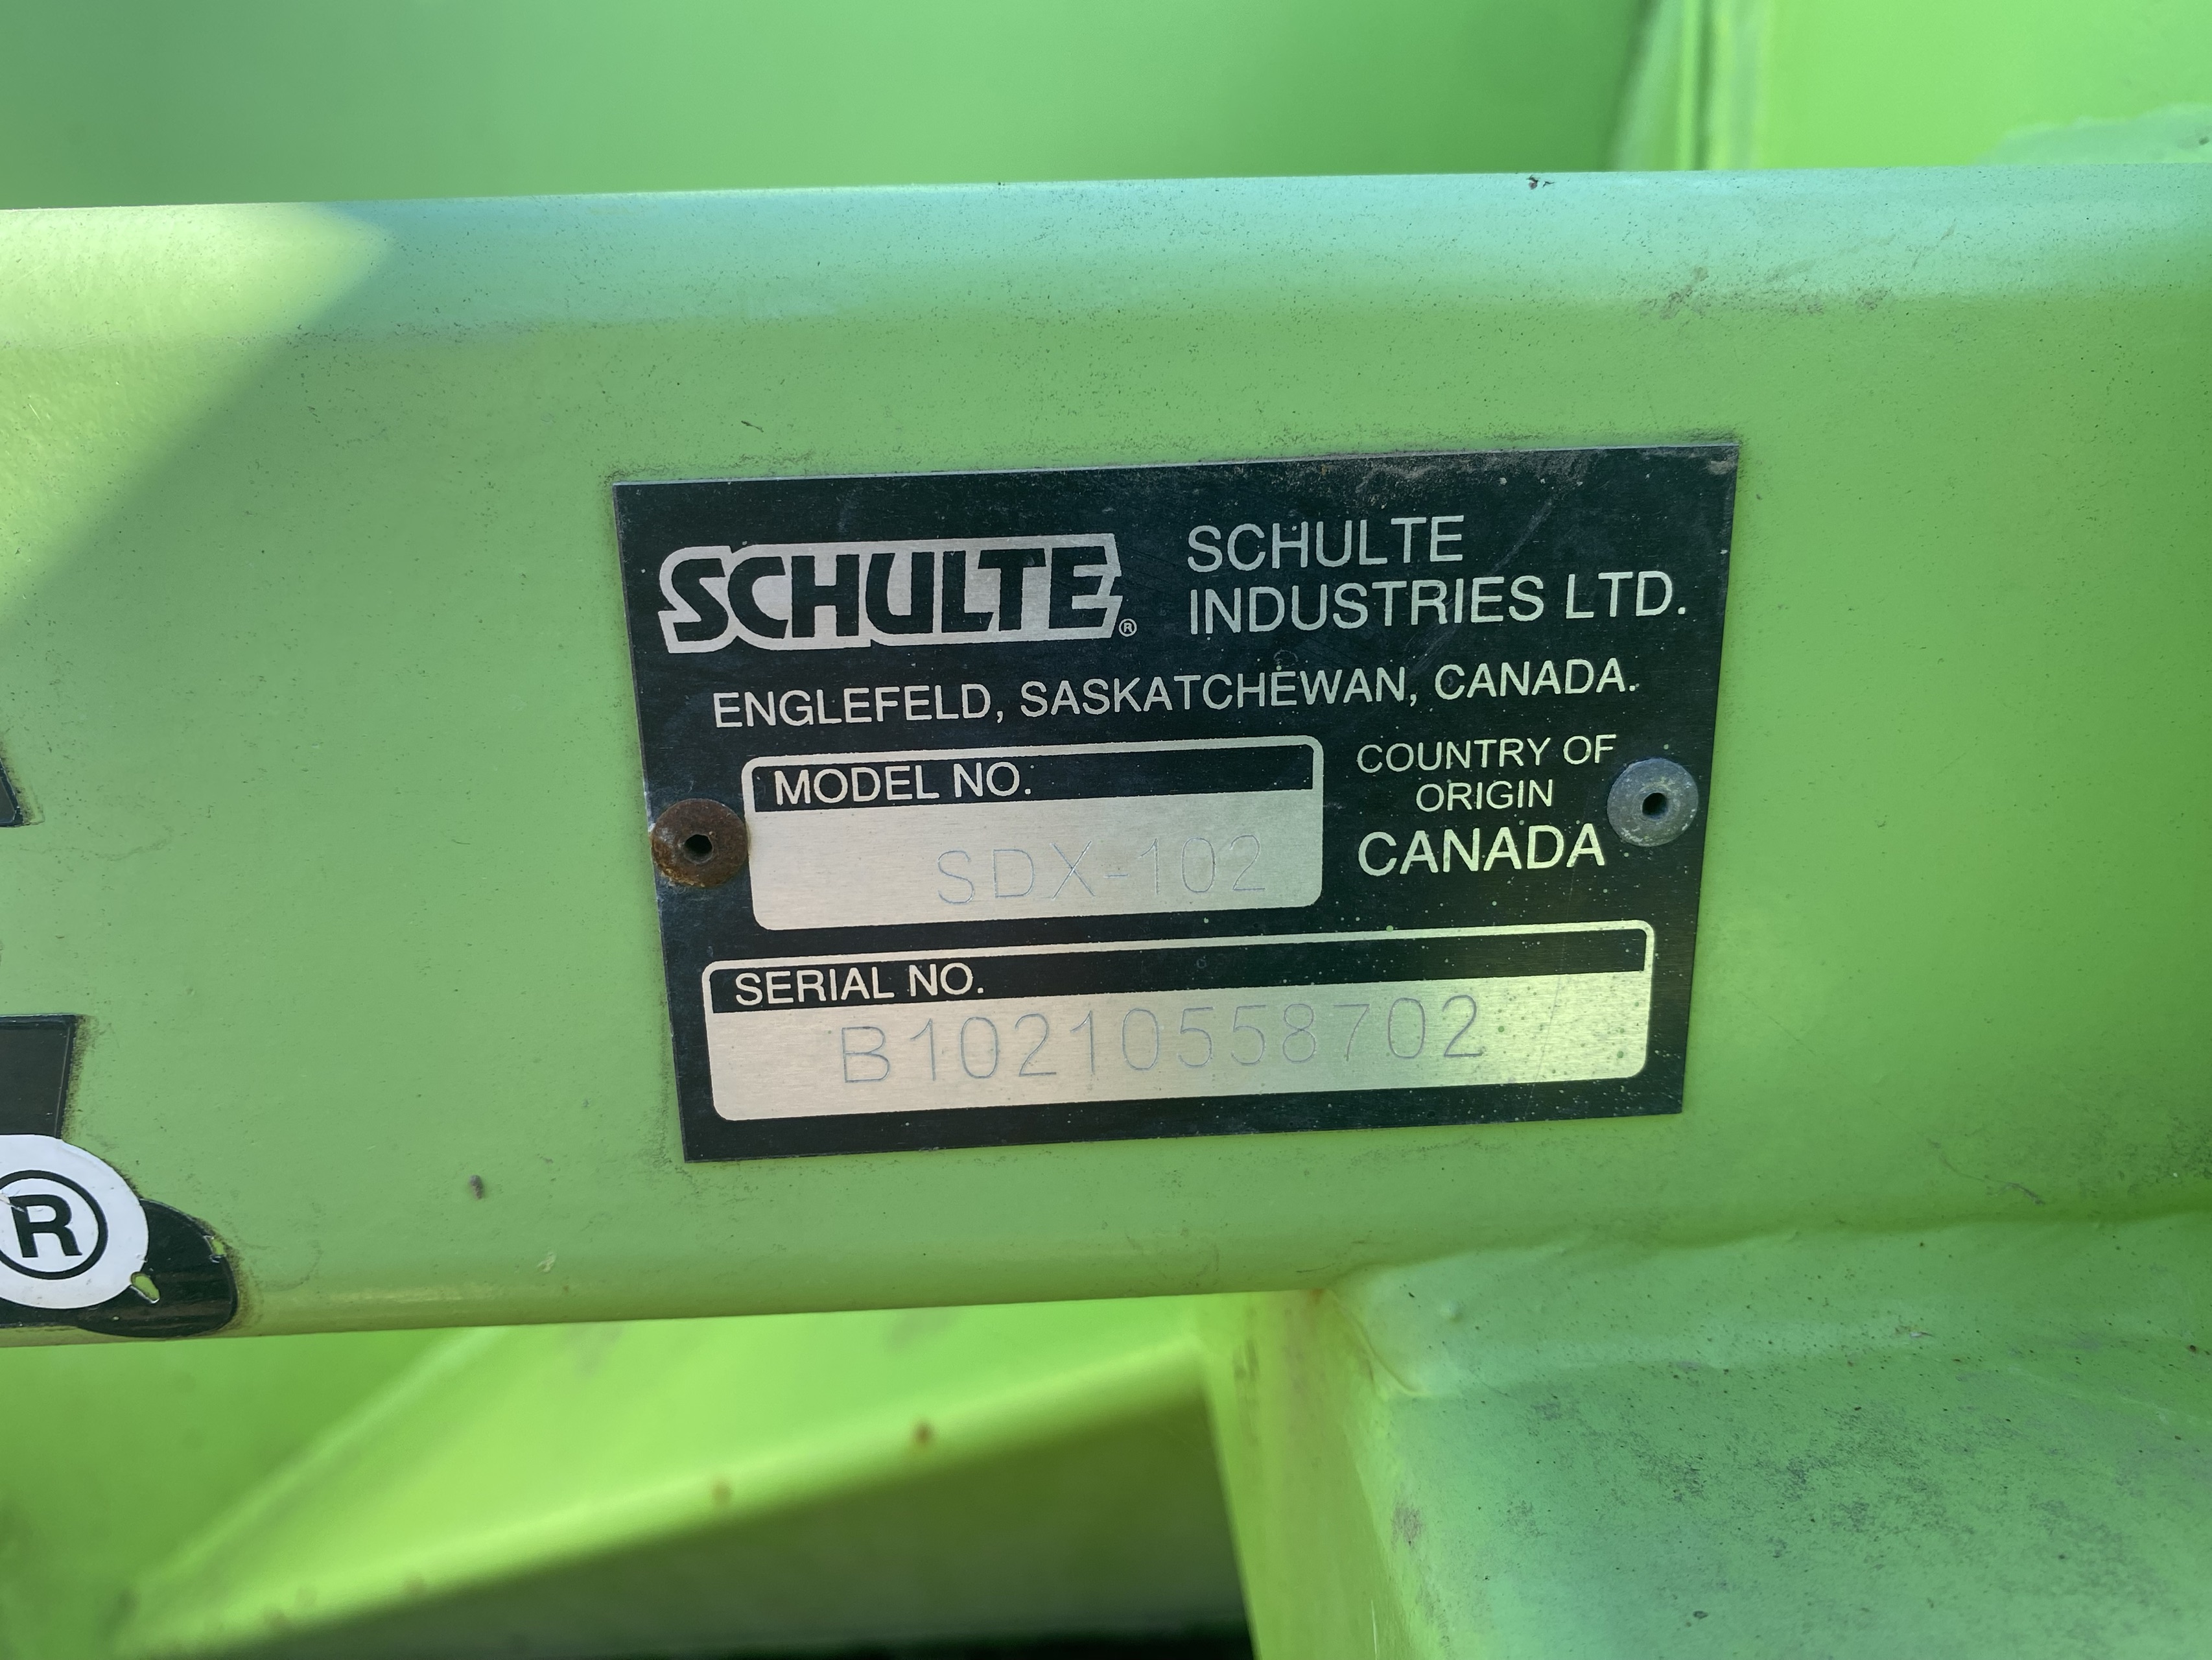 SCHULTE®
SCHULTE
INDUSTRIES LTD.
ENGLEFELD, SASKATCHEWAN, CANADA.
MODEL NO.
SDX-102
COUNTRY OF
ORIGIN
CANADA
SERIAL NO.
B10210558702
®